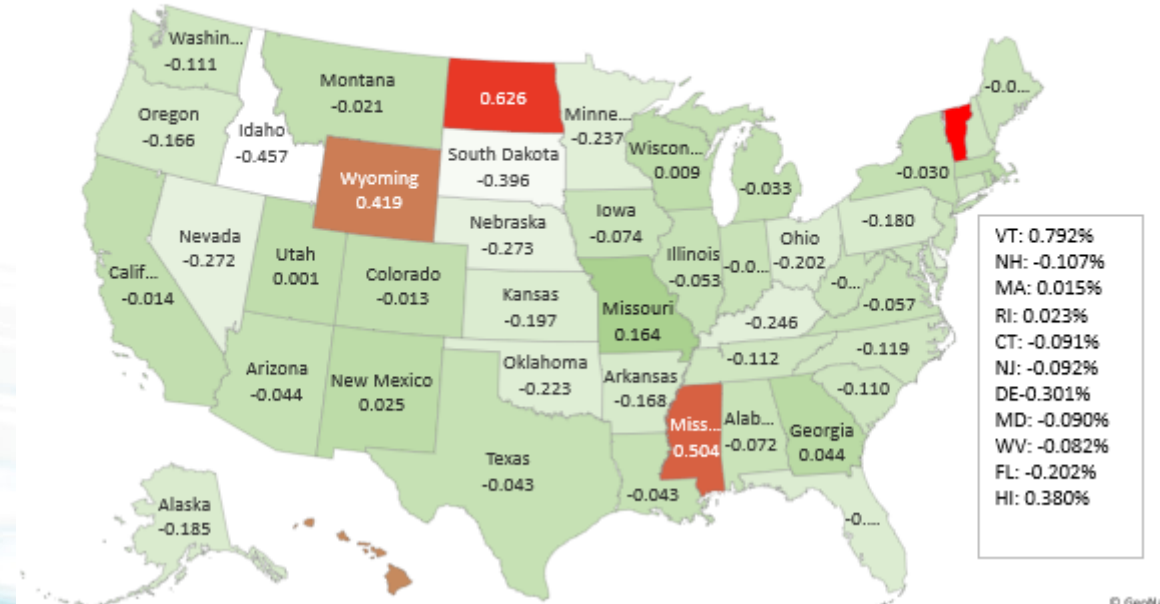 Washin...
-0.111
Montana
-0.021
0.626
Minne...
-0.237
-0.0...
Oregon
-0.166
Idaho
-0.457
South Dakota
-0.396
Wiscon...
0.009
-0.033
-0.030
Wyoming
0.419
Nebraska
-0.273
Iowa
-0.074
-0.180
Nevada
-0.272
Utah
0.001
Colorado
-0.013
Illinois
-0.053
-0.0...
Ohio
-0.202
-0...
-0.057
Calif...
-0.014
Kansas
-0.197
Missouri
0.164
-0.246
Arizona
-0.044
New Mexico
0.025
Oklahoma
-0.223
Arkansas
-0.168
-0.112
-0.119
-0.110
Miss...
0.504
Alab...
-0.072
Georgia
0.044
Texas
-0.043
-0.043
-0....
Alaska
-0.185
VT: 0.792%
NH: -0.107%
MA: 0.015%
RI: 0.023%
CT: -0.091%
NJ: -0.092%
DE-0.301%
MD: -0.090%
WV: -0.082%
FL: -0.202%
HI: 0.380%